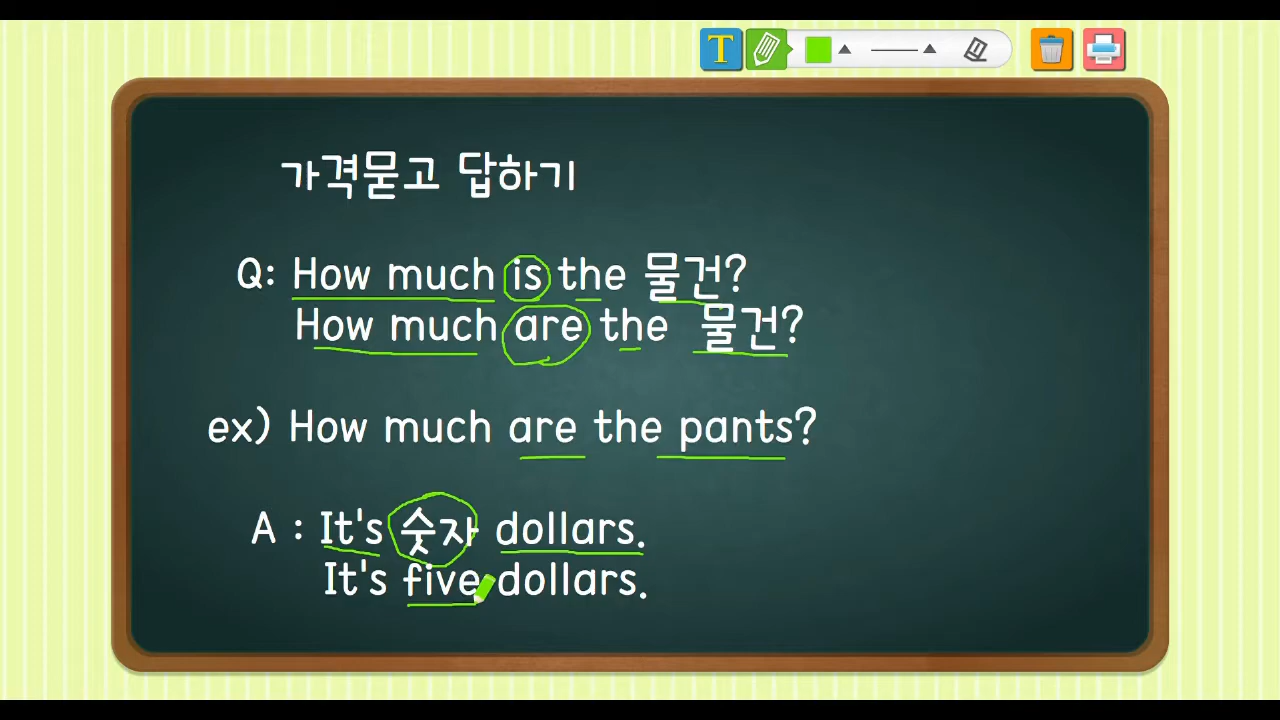 T
가격묻고 답하기
Q: How much is the 물건?
How much are the 물건?
ex) How much are the pants?
A : It's 숫자 dollars.
It's five dollars.